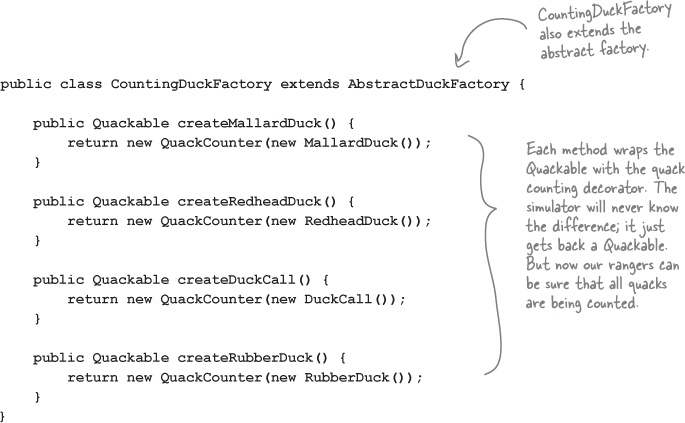 CountingDuckFactory
also extends the
abstract factory.
public class CountingDuckFactory extends AbstractDuckFactory {
public Quackable createMallardDuck() {
return new QuackCounter(new MallardDuck());
}
public Quackable createRedheadDuck() {
return new QuackCounter(new RedheadDuck());
}
public Quackable createDuckCall() {
return new QuackCounter(new DuckCall());
}
public Quackable createRubberDuck() {
return new QuackCounter(new RubberDuck());
}
}
Each method wraps the
Quackable with the quack
counting decorator. The
simulator will never know
the difference; it just
gets back a Quackable.
But now our rangers can
be sure that all quacks
are being counted.